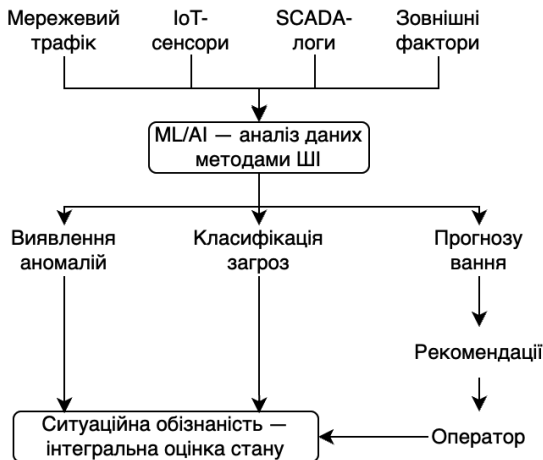 Мережевий
трафік
IoT-
сенсори
SCADA-
логи
Зовнішні
фактори
ML/AI — аналіз даних
методами ШІ
Виявлення
аномалій
Класифікація
загроз
Прогнозу
вання
Рекомендації
Ситуаційна обізнаність —
інтегральна оцінка стану
Оператор